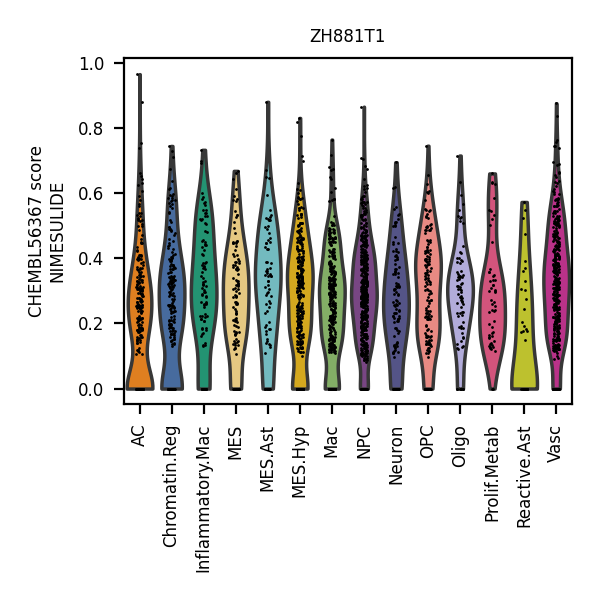 ZH881T1
CHEMBL56367 score
NIMESULIDE
1.0
0.8
0.6
0.4
0.2
0.0
AC
Chromatin.Reg
Inflammatory.Mac
MES
MES.Ast
MES.Hyp
Mac
NPC
Neuron
OPC
Oligo
Prolif.Metab
Reactive.Ast
Vasc